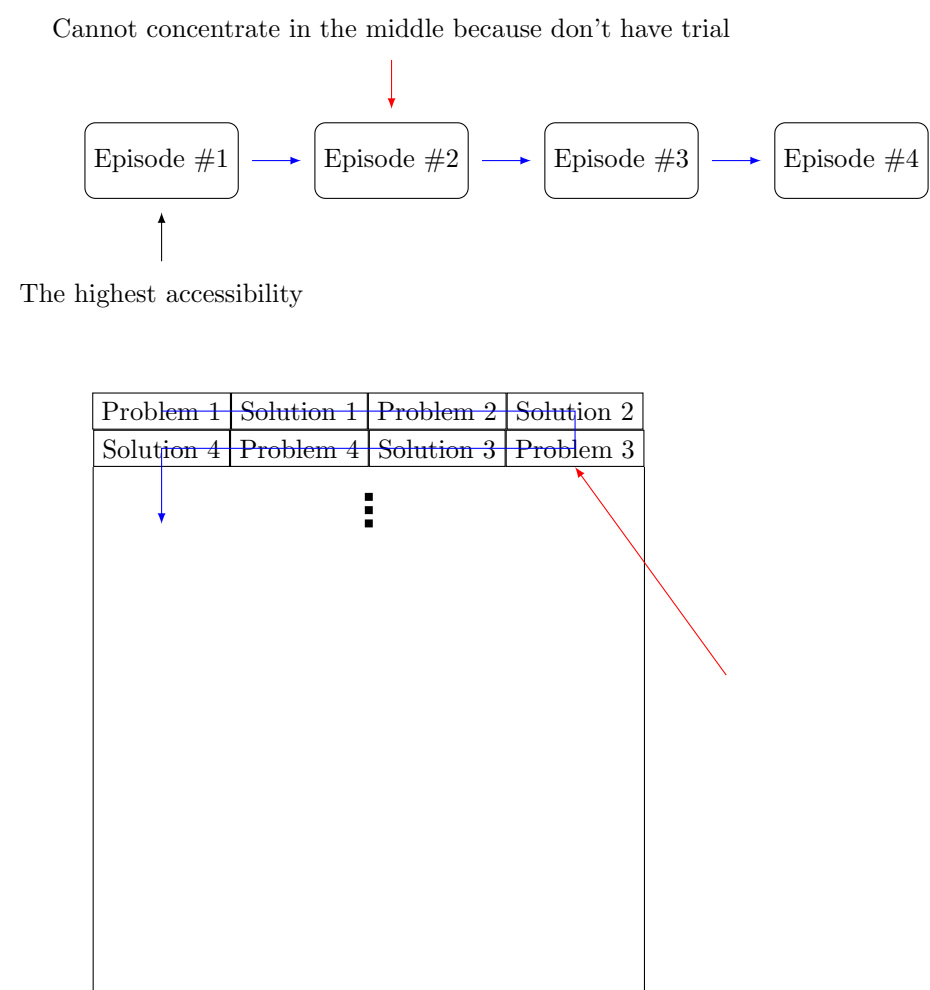 Cannot concentrate in the middle because don't have trial
Episode #1 Episode #2 Episode #3 Episode #4
The highest accessibility
Problem 1 Solution 1 Problem 2 Solution 2
Solution 4 Problem 4 Solution 3 Problem 3